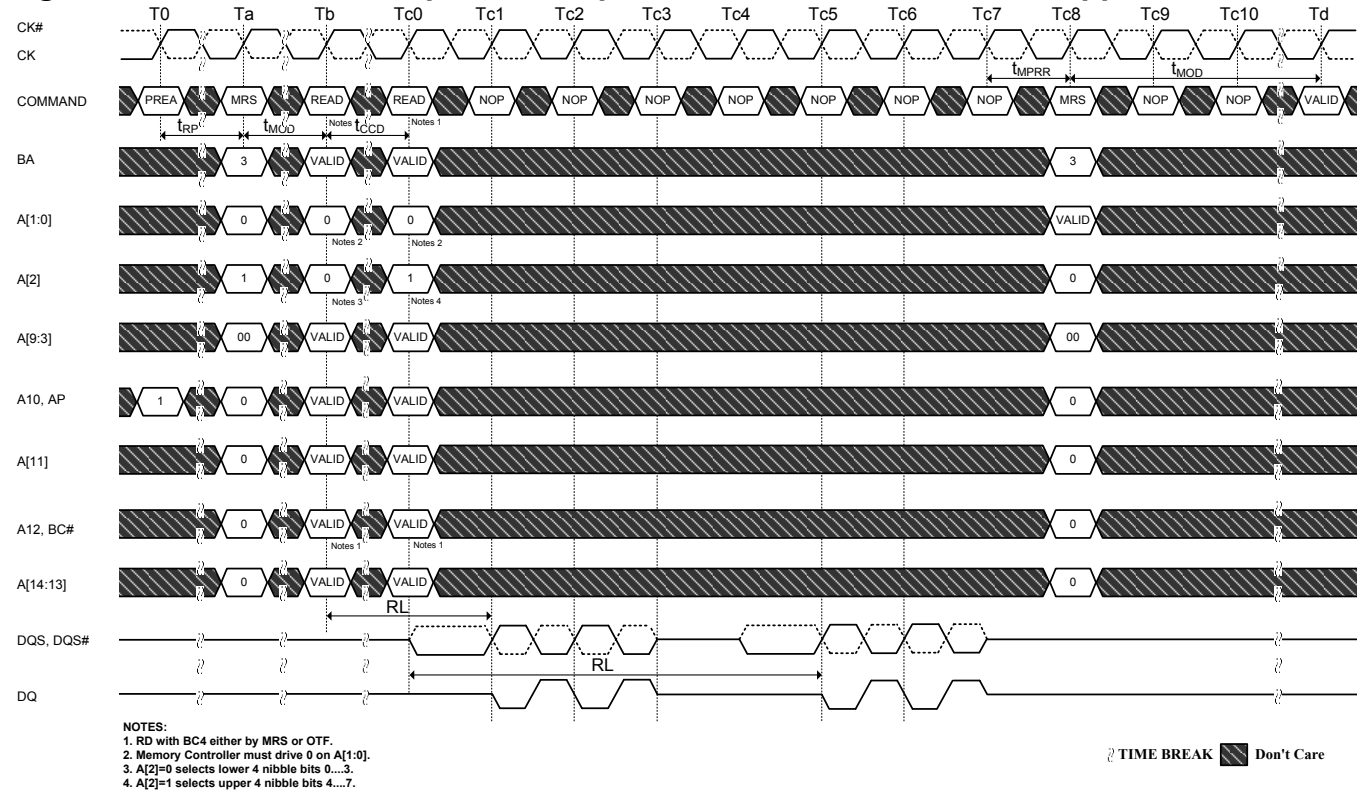 T0 Ta Tb Tc0 Tc1 Tc2 Tc3 Tc4 Tc5 Tc6 Tc7 Tc8 Tc9 Tc10 Td
CK#
CK
tMPRR tMOD
COMMAND PREA MRS READ READ NOP NOP NOP NOP NOP NOP NOP MRS NOP NOP VALID
tRP tMOD Notes 1 tCCD Notes 1
BA 3 VALID VALID 3
A[1:0] 0 0 0 VALID
Notes 2 Notes 2
A[2] 1 0 1 0
Notes 3 Notes 4
A[9:3] 00 VALID VALID 00
A10, AP 1 0 VALID VALID 0
A[11] 0 VALID VALID 0
A12, BC# 0 VALID VALID 0
Notes 1 Notes 1
A[14:13] 0 VALID VALID 0
RL
DQS, DQS#
RL
DQ
NOTES:
1. RD with BC4 either by MRS or OTF.
2. Memory Controller must drive 0 on A[1:0].
3. A[2]=0 selects lower 4 nibble bits 0....3.
4. A[2]=1 selects upper 4 nibble bits 4....7.
TIME BREAK Don't Care